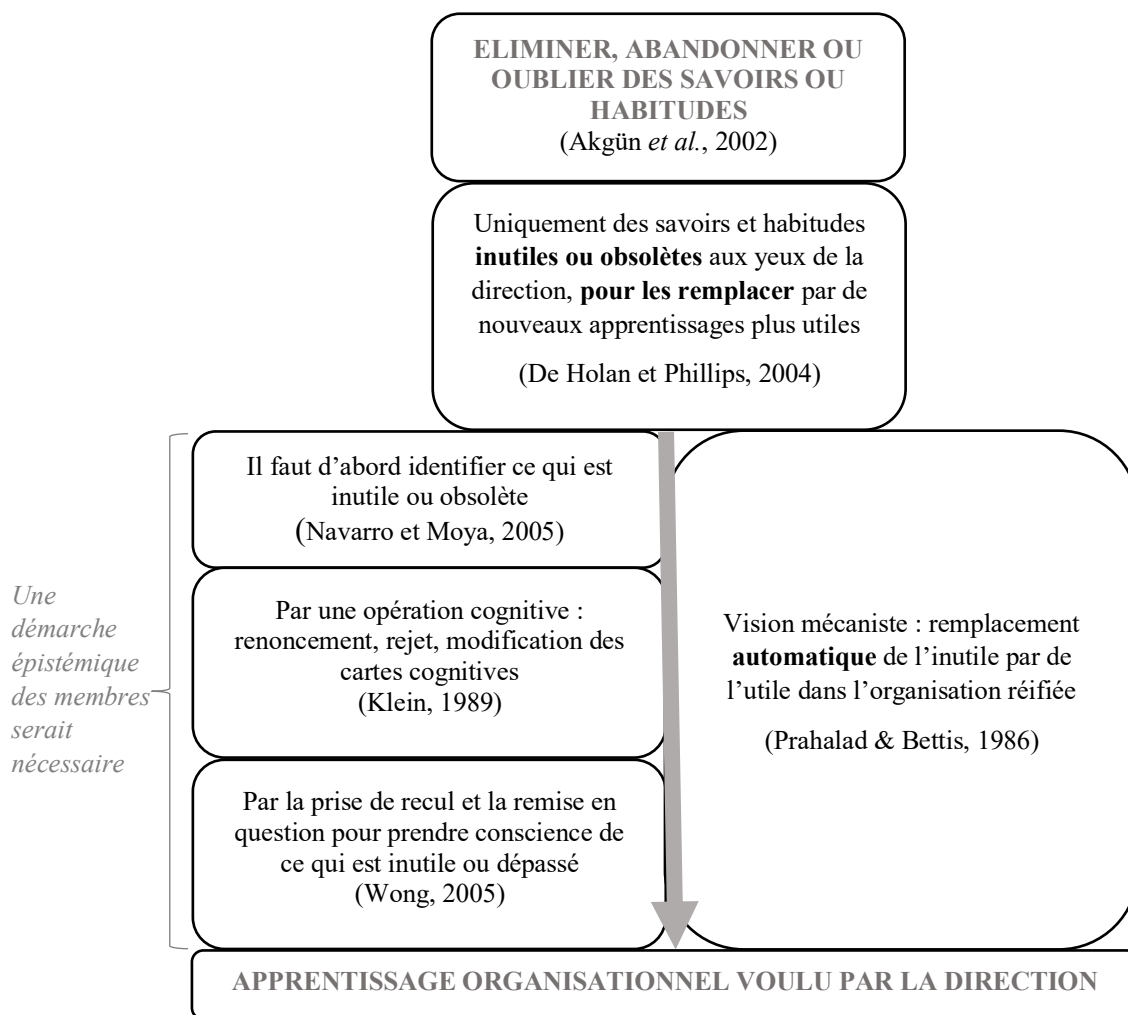 ELIMINER, ABANDONNER OU
OUBLIER DES SAVOIRS OU
HABITUDES
(Akgün et al., 2002)
Uniquement des savoirs et habitudes
inutiles ou obsolètes aux yeux de la
direction, pour les remplacer par de
nouveaux apprentissages plus utiles
(De Holan et Phillips, 2004)
Une
démarche
épistémique
des membres
serait
nécessaire
Il faut d’abord identifier ce qui est
inutile ou obsolète
(Navarro et Moya, 2005)
Par une opération cognitive :
renoncement, rejet, modification des
cartes cognitives
(Klein, 1989)
Par la prise de recul et la remise en
question pour prendre conscience de
ce qui est inutile ou dépassé
(Wong, 2005)
Vision mécaniste : remplacement
automatique de l’inutile par de
l’utile dans l’organisation réifiée
(Prahalad & Bettis, 1986)
APPRENTISSAGE ORGANISATIONNEL VOULU PAR LA DIRECTION